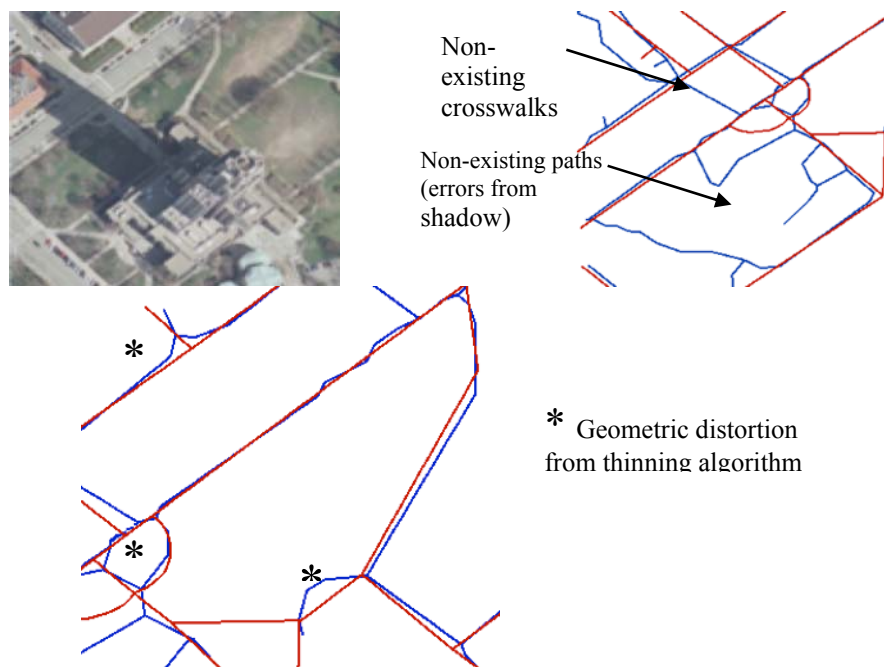 Non-
existing
crosswalks
Non-existing paths
(errors from
shadow)
*
*
*
* Geometric distortion
from thinning algorithm